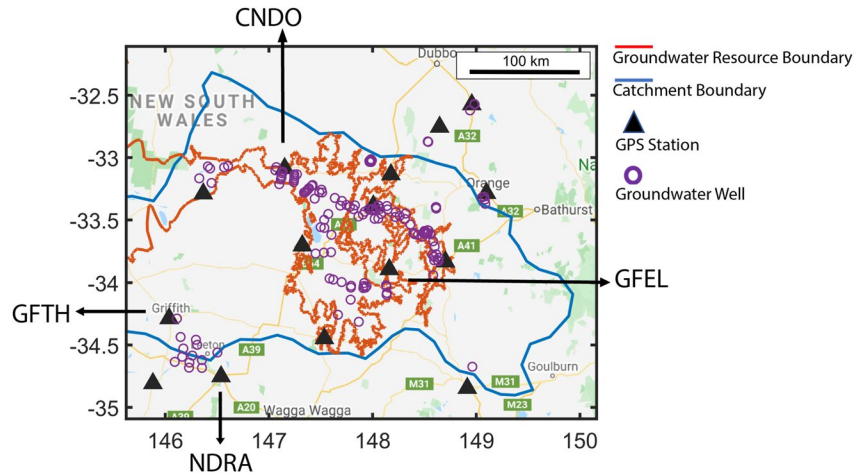 CNDO
Dubbo
100 km
Groundwater Resource Boundary
Catchment Boundary
GPS Station
Groundwater Well
-32.5
NEW SOUTH
WALES
A32
-33
Na
Orange
A32
Bathurst
-33.5
A41
-34
GFEL
GFTH
Griffith
-34.5
A39
Goulburn
M31
M31
M23
-35
A39
A20
Wagga Wagga
146
147
148
149
150
NDRA